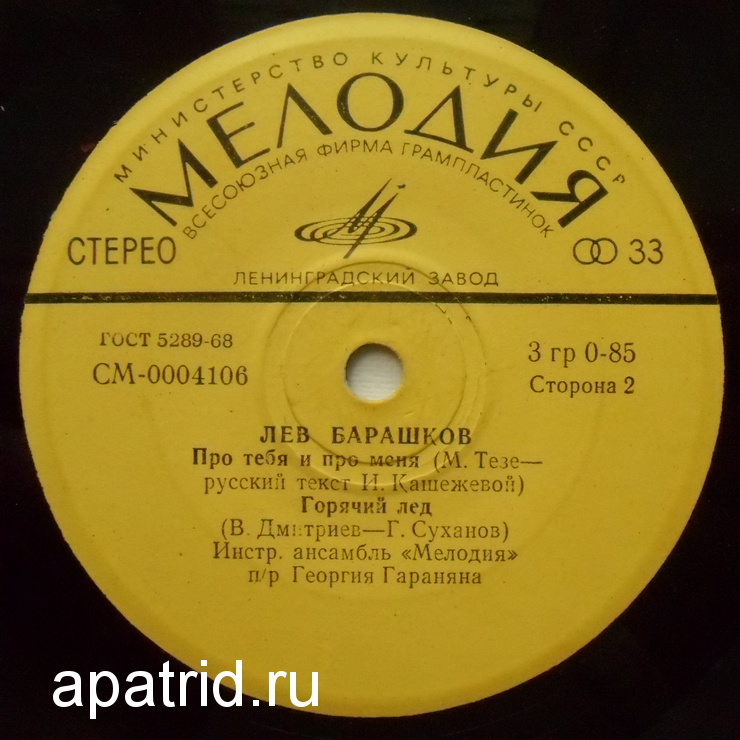 МИНИСТЕРСТВО КУЛЬТУРЫ СССР
МЕЛОДИЯ
ВСЕСОЮЗНАЯ ФИРМА ГРАМПЛАСТИНОК
СТЕРЕО
33
ЛЕНИНГРАДСКИЙ ЗАВОД
ГОСТ 5289-68
3 гр 0-85
СМ-0004106
Сторона 2
ЛЕВ БАРАШКОВ
Про тебя и про меня (М. Тезе—
русский текст И. Кашежевой)
Горячий лед
(В. Дмитриев—Г. Суханов)
Инстр. ансамбль «Мелодия»
п/р Георгия Гараняна
apatrid.ru